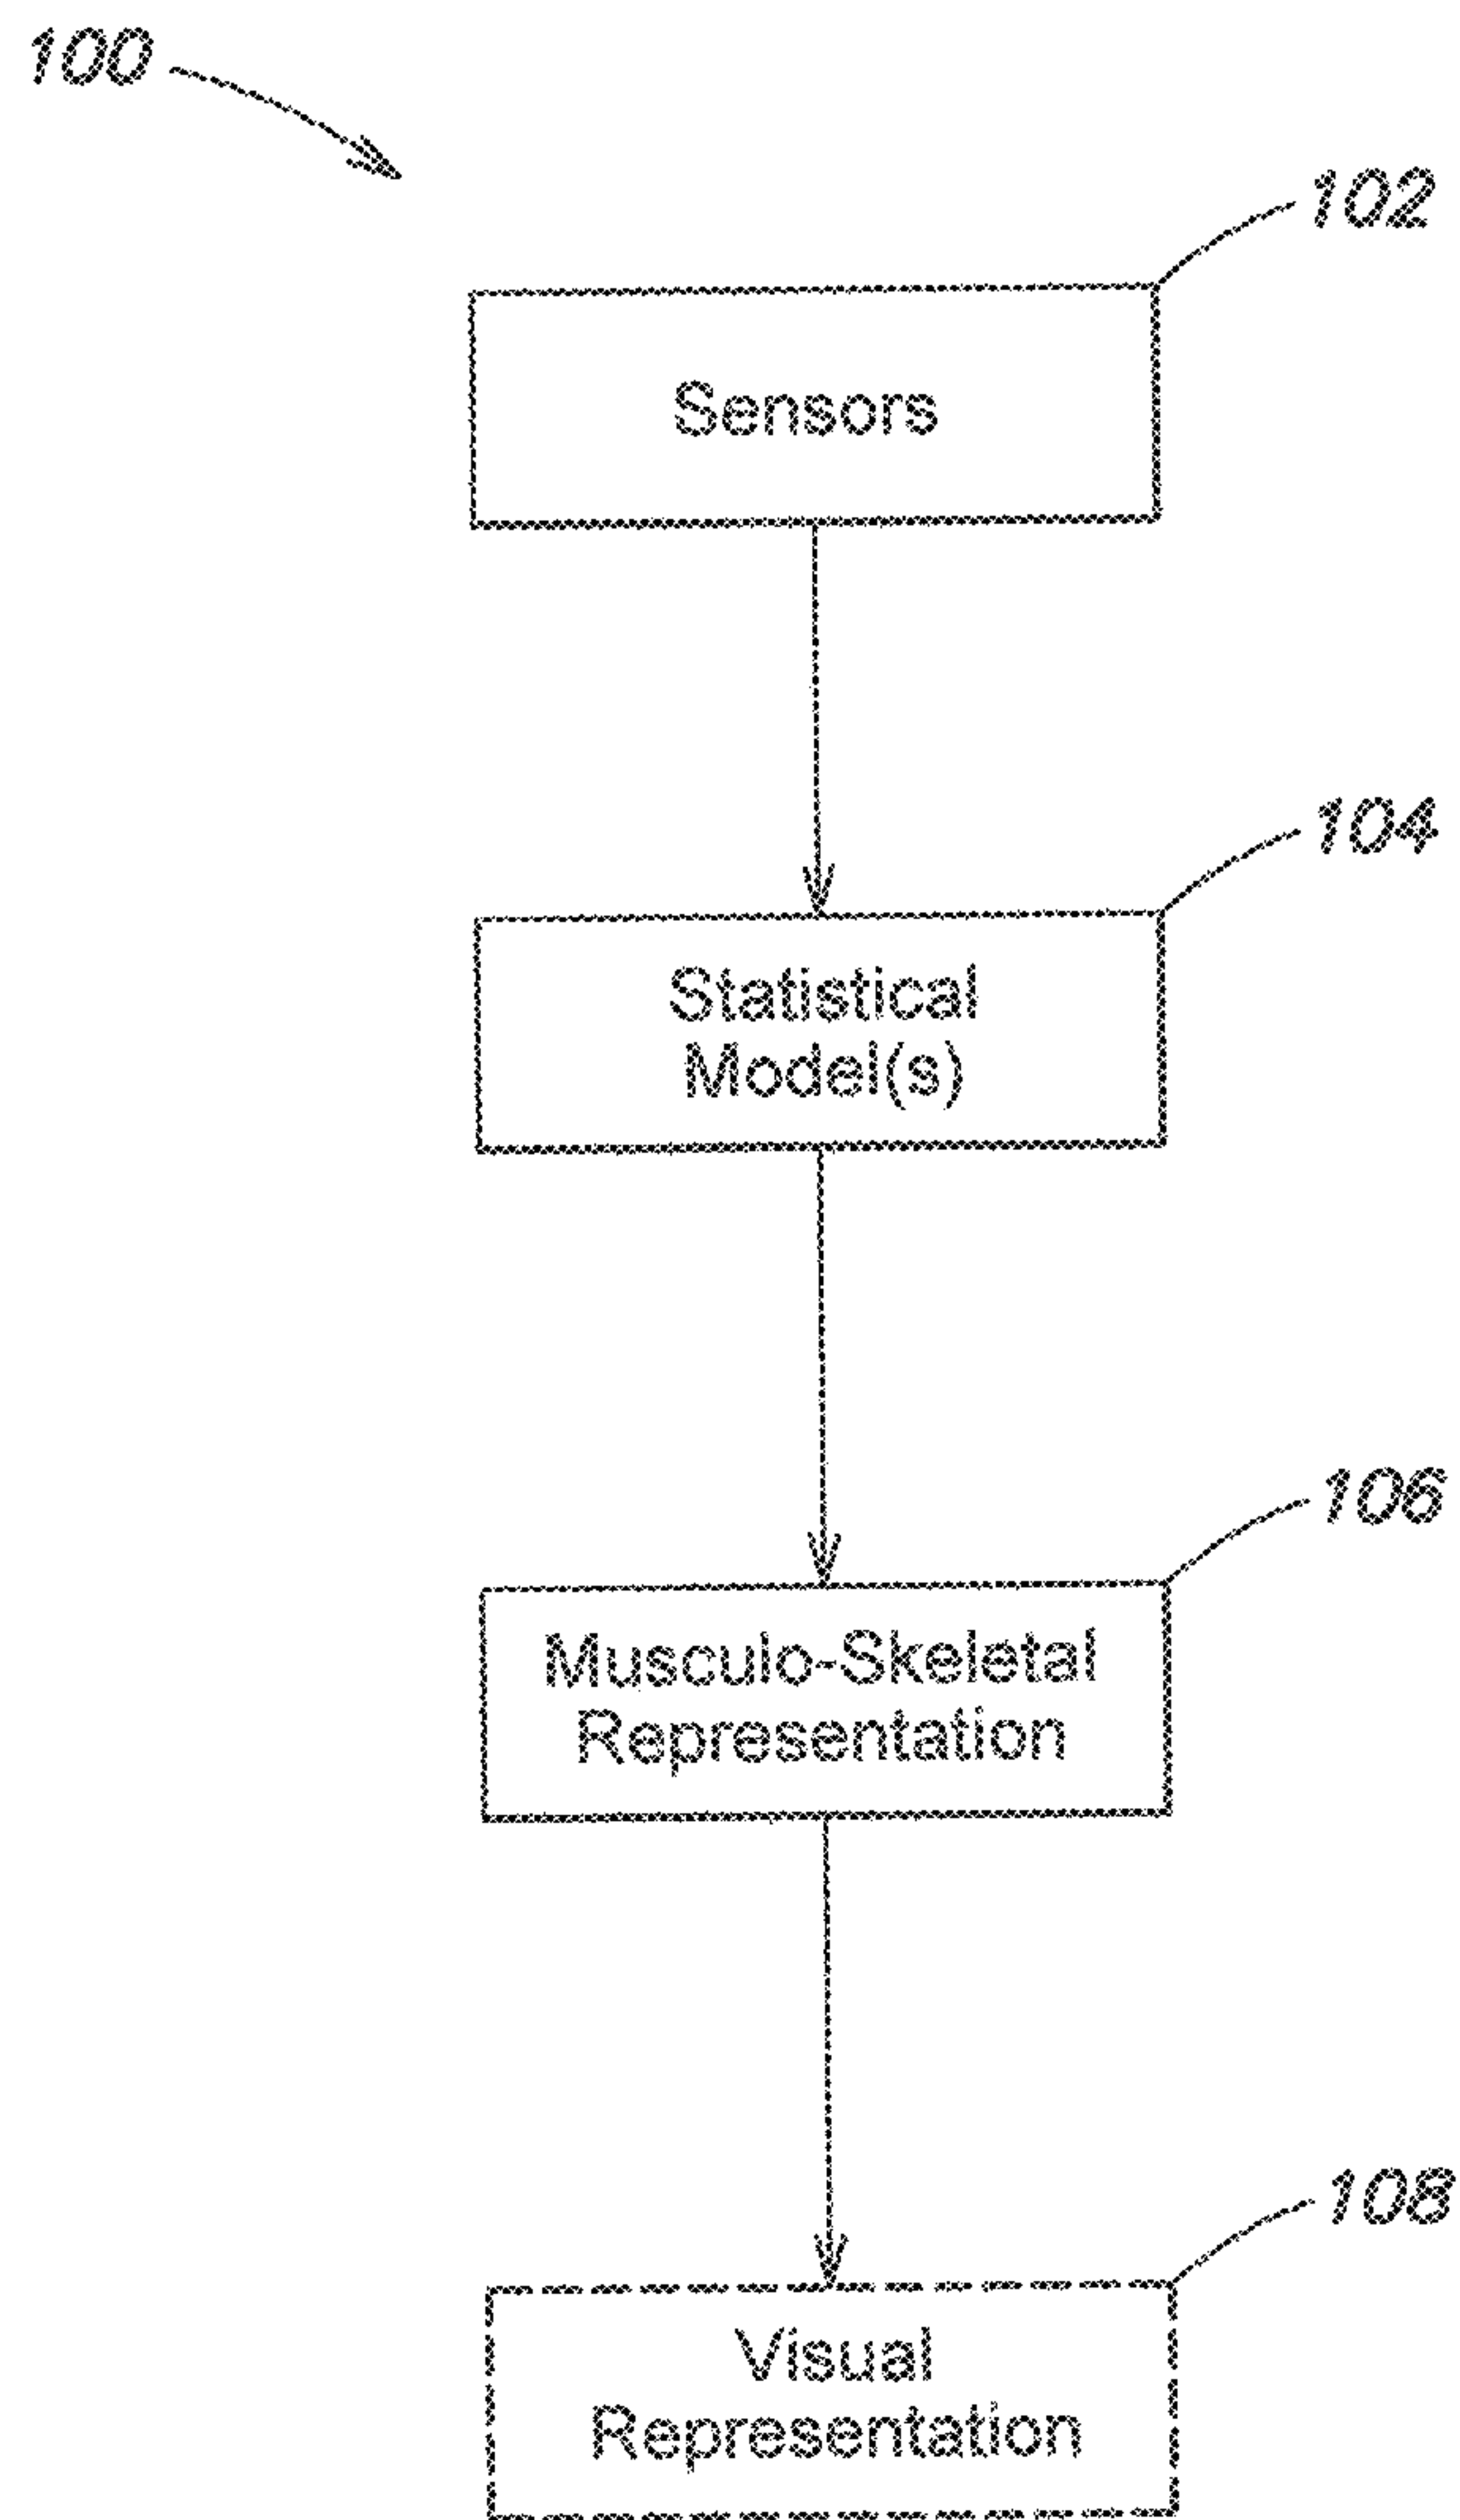 100
102
Sensors
104
Statistical
Model(s)
106
Musculo-Skeletal
Representation
108
Visual
Representation